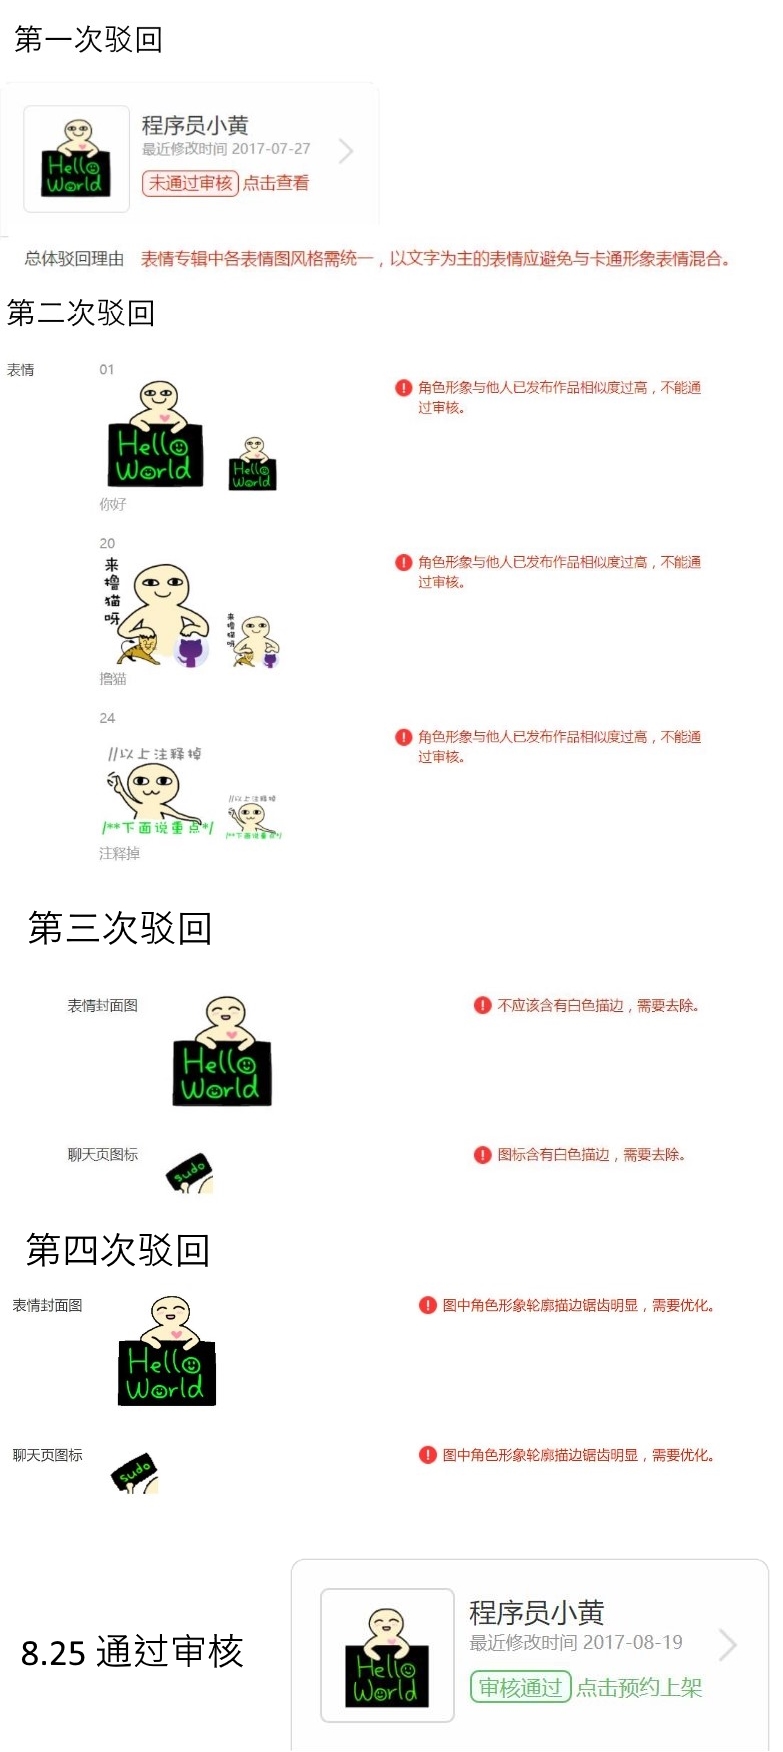 第一次驳回
程序员小黄
最近修改时间 2017-07-27
Hello
World
未通过审核 点击查看
总体驳回理由 表情专辑中各表情图风格需统一，以文字为主的表情应避免与卡通形象表情混合。
第二次驳回
表情
01
角色形象与他人已发布作品相似度过高，不能通
过审核。
Hello
World
Hello
World
你好
20
角色形象与他人已发布作品相似度过高，不能通
过审核。
来撸猫呀
来撸猫呀
撸猫
24
角色形象与他人已发布作品相似度过高，不能通
过审核。
//以上注释掉
/**下面说重点*/
//以上注释掉
/**下面说重点*/
注释掉
第三次驳回
表情封面图
不应该含有白色描边，需要去除。
Hello
World
聊天页图标
图标含有白色描边，需要去除。
sudo
第四次驳回
表情封面图
图中角色形象轮廓描边锯齿明显，需要优化。
Hello
World
聊天页图标
图中角色形象轮廓描边锯齿明显，需要优化。
sudo
8.25 通过审核
程序员小黄
最近修改时间 2017-08-19
Hello
World
审核通过 点击预约上架